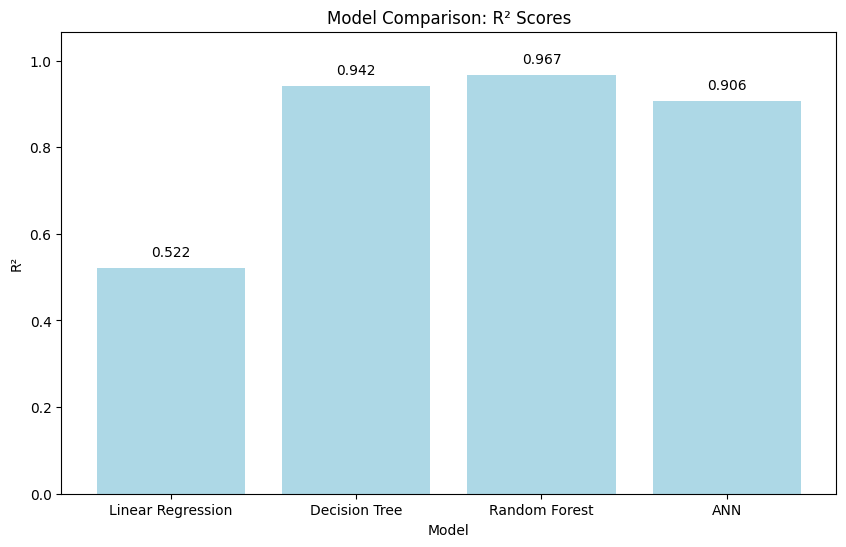 Model Comparison: R² Scores
1.0
0.8
0.6
0.4
0.2
0.0
R²
0.522
0.942
0.967
0.906
Linear Regression
Decision Tree
Random Forest
ANN
Model